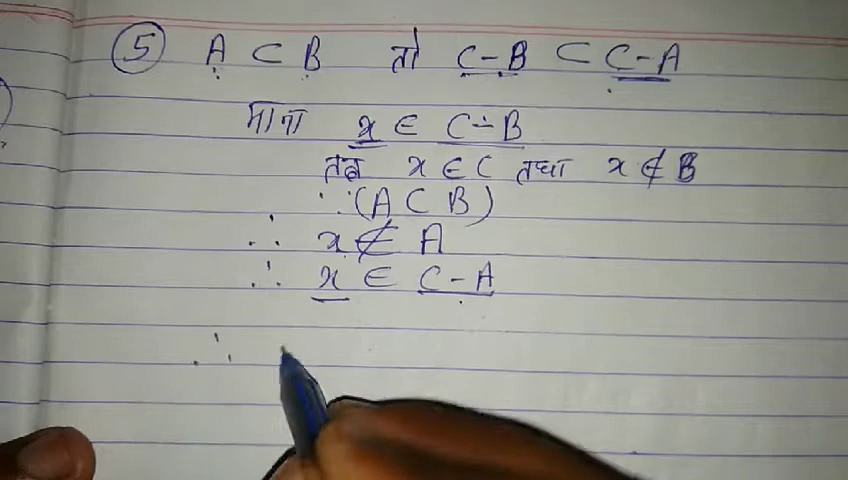 ⑤ A ⊂ B तो C-B ⊂ C-A
माना x ∈ C-B
तब x ∈ C तथा x ∉ B
∵ (A ⊂ B)
∴ x ∉ A
∴ x ∈ C-A
∴